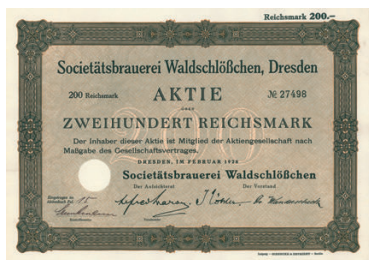 Reichsmark 200.–
Societätsbrauerei Waldschlößchen, Dresden
200 Reichsmark AKTIE № 27498
über
ZWEIHUNDERT REICHSMARK
Der Inhaber dieser Aktie ist Mitglied der Aktiengesellschaft nach
Maßgabe des Gesellschaftsvertrages.
DRESDEN, IM FEBRUAR
Societätsbrauerei Waldschlößchen
Der Aufsichtsrat Der Vorstand